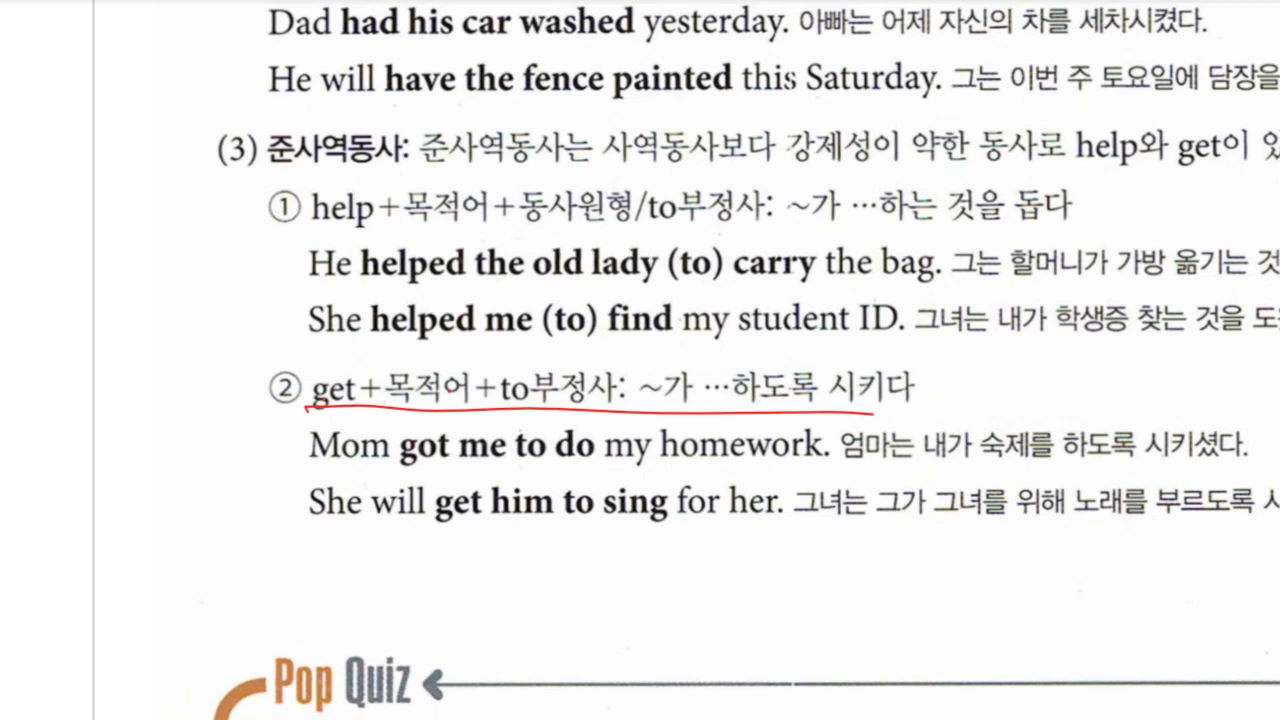 Dad had his car washed yesterday. 아빠는 어제 자신의 차를 세차시켰다.
He will have the fence painted this Saturday. 그는 이번 주 토요일에 담장을
(3) 준사역동사: 준사역동사는 사역동사보다 강제성이 약한 동사로 help와 get이
① help+목적어+동사원형/to부정사: ~가 …하는 것을 돕다
He helped the old lady (to) carry the bag. 그는 할머니가 가방 옮기는 것
She helped me (to) find my student ID. 그녀는 내가 학생증 찾는 것을 도
② get+목적어+to부정사: ~가 …하도록 시키다
Mom got me to do my homework. 엄마는 내가 숙제를 하도록 시키셨다.
She will get him to sing for her. 그녀는 그가 그녀를 위해 노래를 부르도록
Pop Quiz